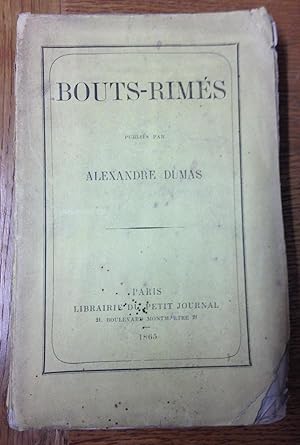 BOUTS-RIMÉS
PUBLIÉS PAR
ALEXANDRE DUMAS
PARIS
LIBRAIRIE DU PETIT JOURNAL
21, BOULEVARD MONTMARTRE 21
1865